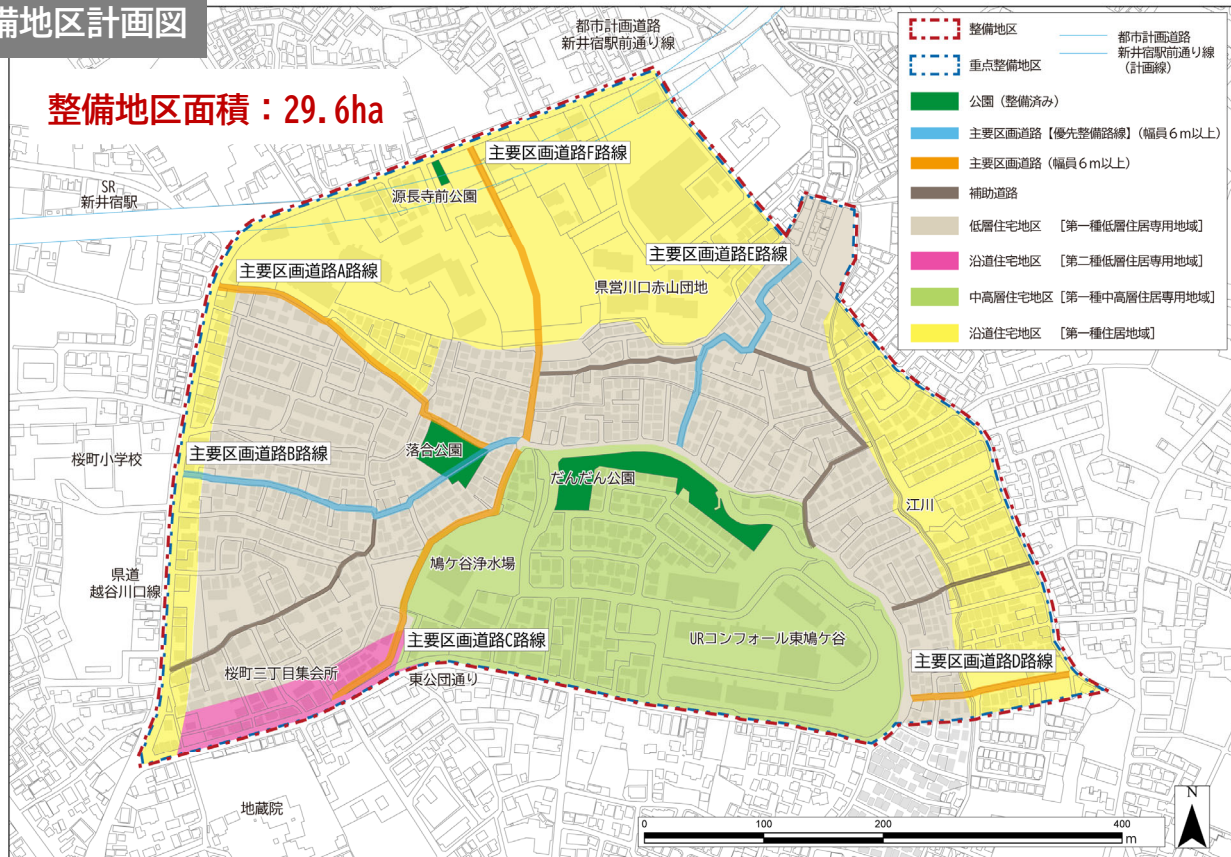 備地区計画図
整備地区面積：29.6ha
都市計画道路
新井宿駅前通り線
整備地区
重点整備地区
都市計画道路
新井宿駅前通り線
（計画線）
公園（整備済み）
主要区画道路【優先整備路線】（幅員６ｍ以上）
主要区画道路（幅員６ｍ以上）
補助道路
低層住宅地区　［第一種低層住居専用地域］
沿道住宅地区　［第二種低層住居専用地域］
中高層住宅地区［第一種中高層住居専用地域］
沿道住宅地区　［第一種住居地域］
SR
新井宿駅
主要区画道路F路線
源長寺前公園
主要区画道路E路線
主要区画道路A路線
県営川口赤山団地
主要区画道路B路線
落合公園
桜町小学校
だんだん公園
江川
県道
越谷川口線
鳩ケ谷浄水場
主要区画道路C路線
URコンフォール東鳩ケ谷
桜町三丁目集会所
東公団通り
主要区画道路D路線
地蔵院
0
100
200
400
m
N